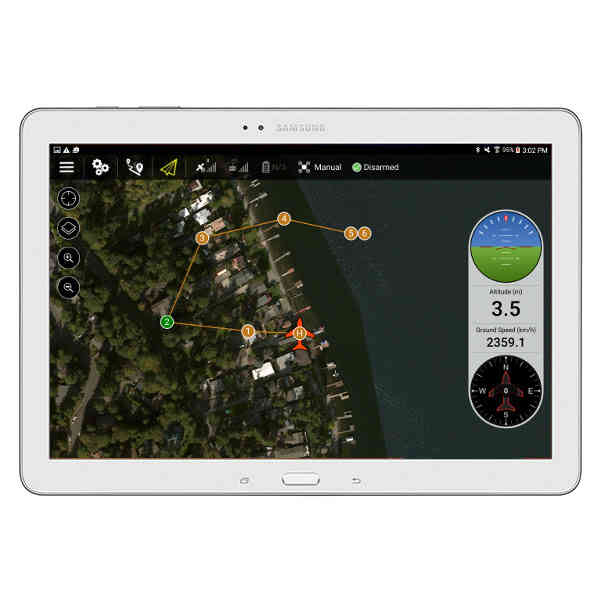 SAMSUNG
95% 3:02 PM
N/A Manual Disarmed
3
4
5 6
2
1 H
Altitude (m)
3.5
Ground Speed (km/h)
2359.1
N
W 0 E
S